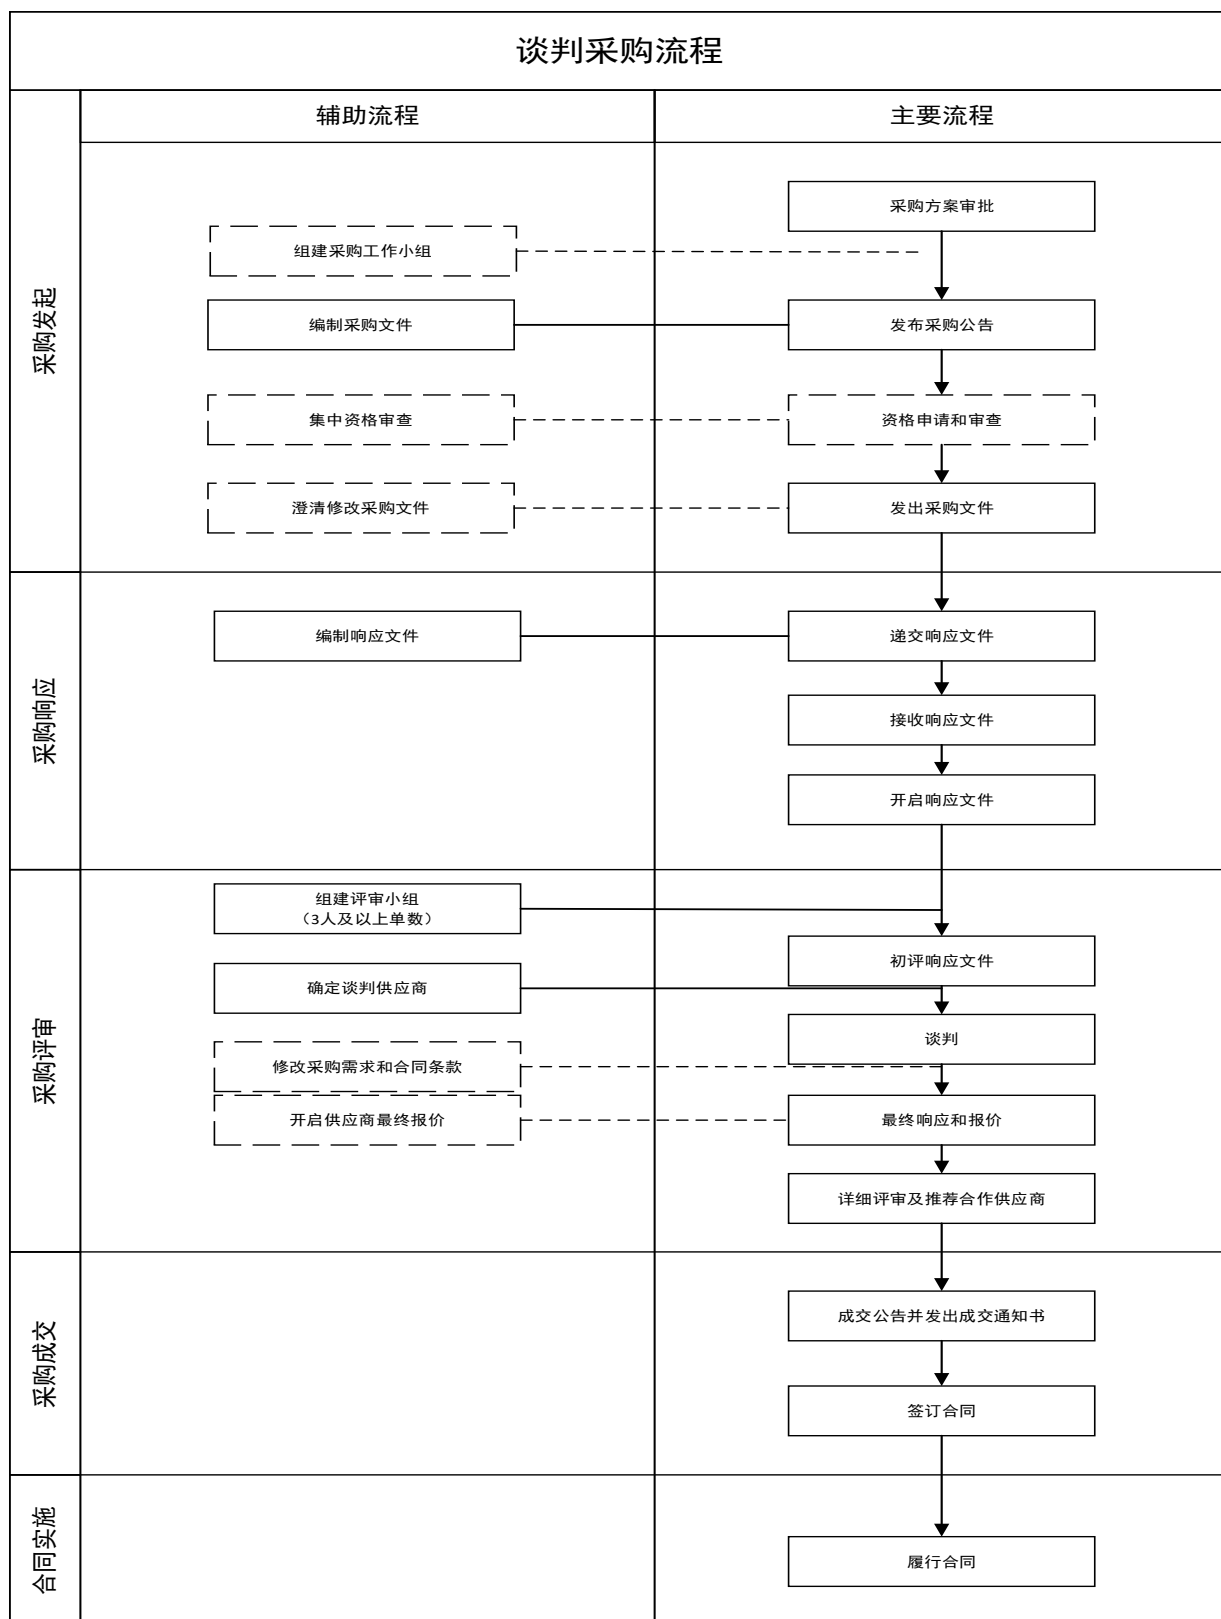 谈判采购流程
辅助流程
主要流程
采购发起
采购方案审批
组建采购工作小组
编制采购文件
发布采购公告
集中资格审查
资格申请和审查
澄清修改采购文件
发出采购文件
采购响应
编制响应文件
递交响应文件
接收响应文件
开启响应文件
采购评审
组建评审小组
（3人及以上单数）
初评响应文件
确定谈判供应商
谈判
修改采购需求和合同条款
开启供应商最终报价
最终响应和报价
详细评审及推荐合作供应商
采购成交
成交公告并发出成交通知书
签订合同
合同实施
履行合同